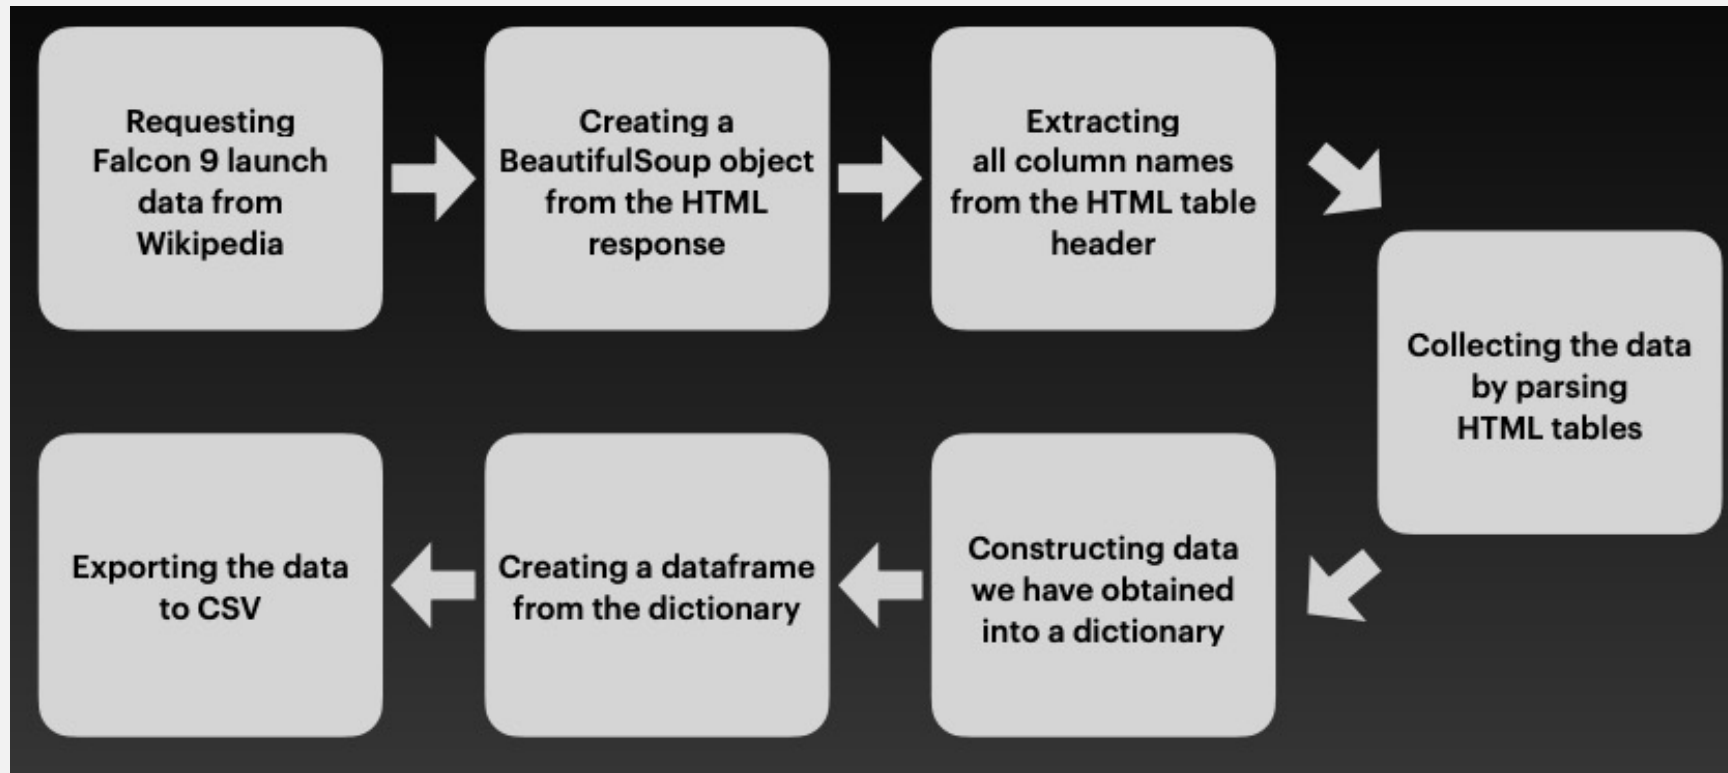 Requesting
Falcon 9 launch
data from
Wikipedia
Creating a
BeautifulSoup object
from the HTML
response
Extracting
all column names
from the HTML table
header
Collecting the data
by parsing
HTML tables
Constructing data
we have obtained
into a dictionary
Creating a dataframe
from the dictionary
Exporting the data
to CSV